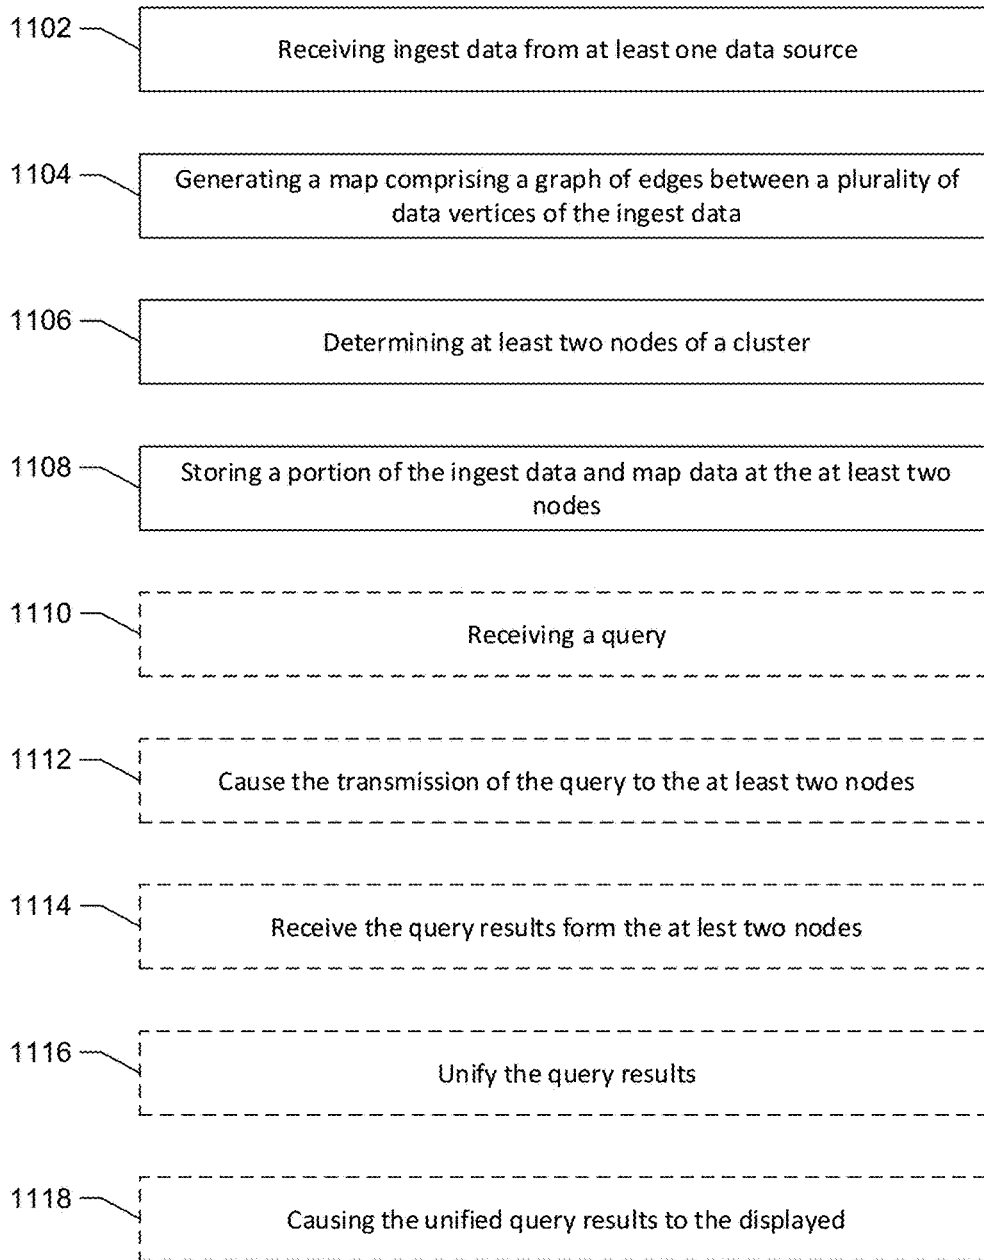 1102
Receiving ingest data from at least one data source
1104
Generating a map comprising a graph of edges between a plurality of
data vertices of the ingest data
1106
Determining at least two nodes of a cluster
1108
Storing a portion of the ingest data and map data at the at least two
nodes
1110
Receiving a query
1112
Cause the transmission of the query to the at least two nodes
1114
Receive the query results form the at lest two nodes
1116
Unify the query results
1118
Causing the unified query results to the displayed